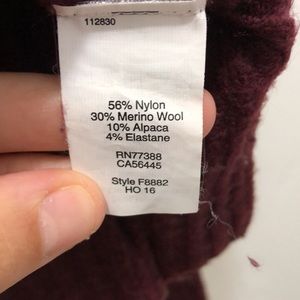 112830
56% Nylon
30% Merino Wool
10% Alpaca
4% Elastane
RN77388
CA56445
Style F8882
HO 16